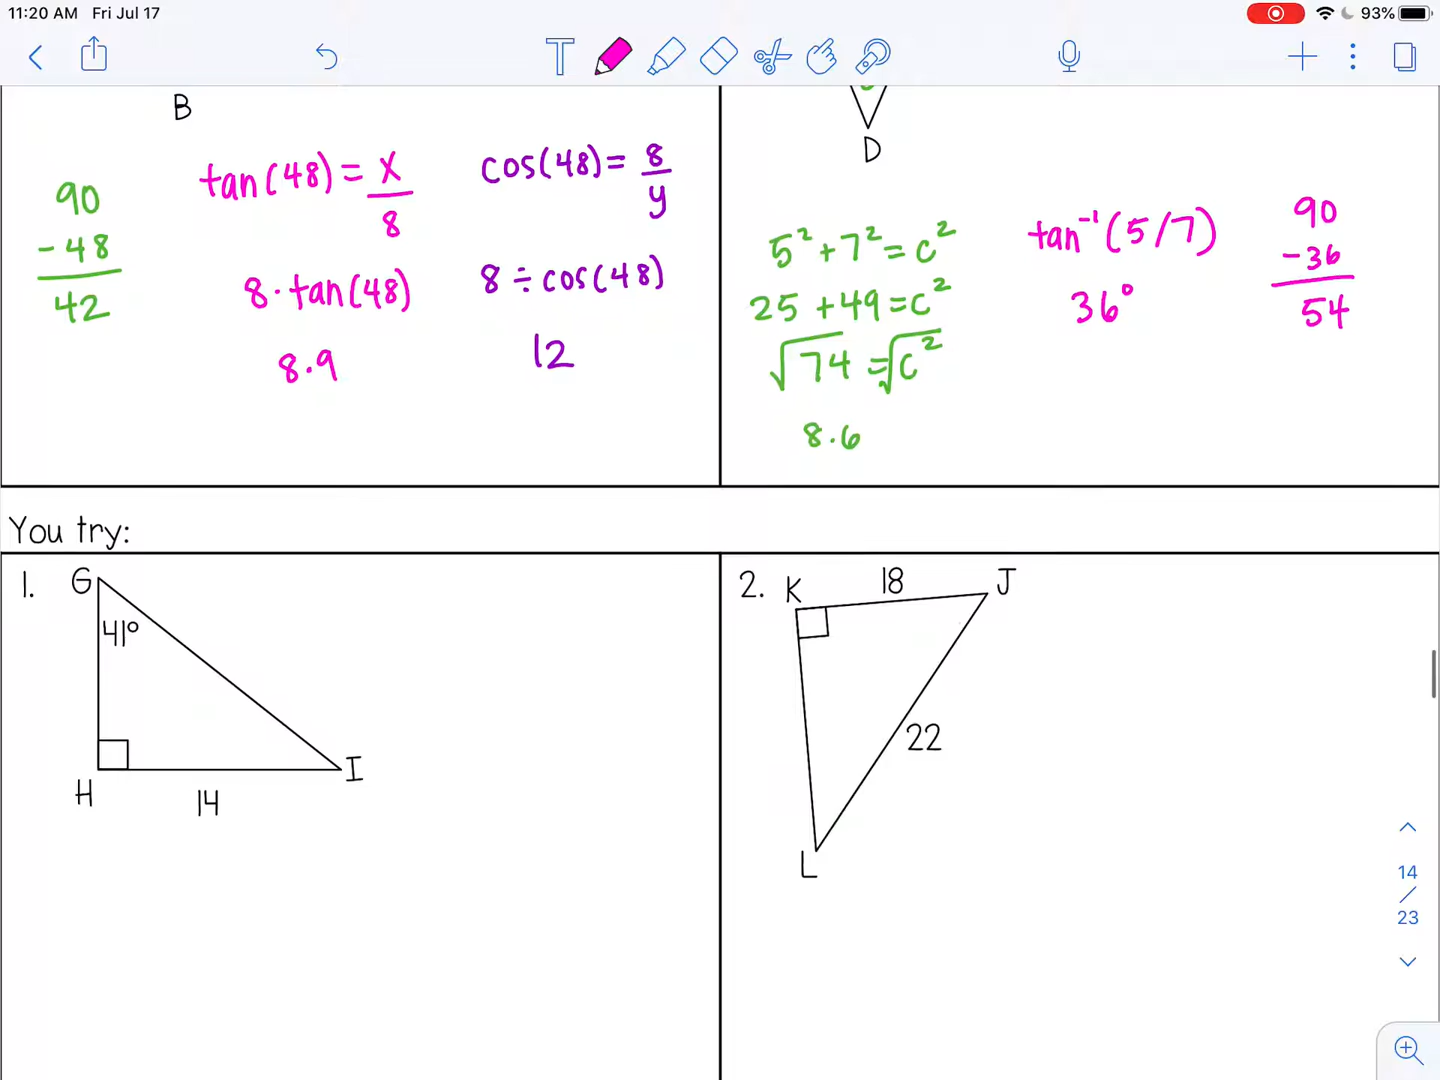 11:20 AM Fri Jul 17
93%
T
B
90
- 48
42
tan(48) = x/8
8 · tan(48)
8.9
cos(48) = 8/y
8 ÷ cos(48)
12
D
5² + 7² = c²
25 + 49 = c²
√74 = √c²
8.6
tan⁻¹(5/7)
36°
90
- 36
54
You try:
1. G
41°
H
I
14
2. K
18
J
22
L
14
/
23